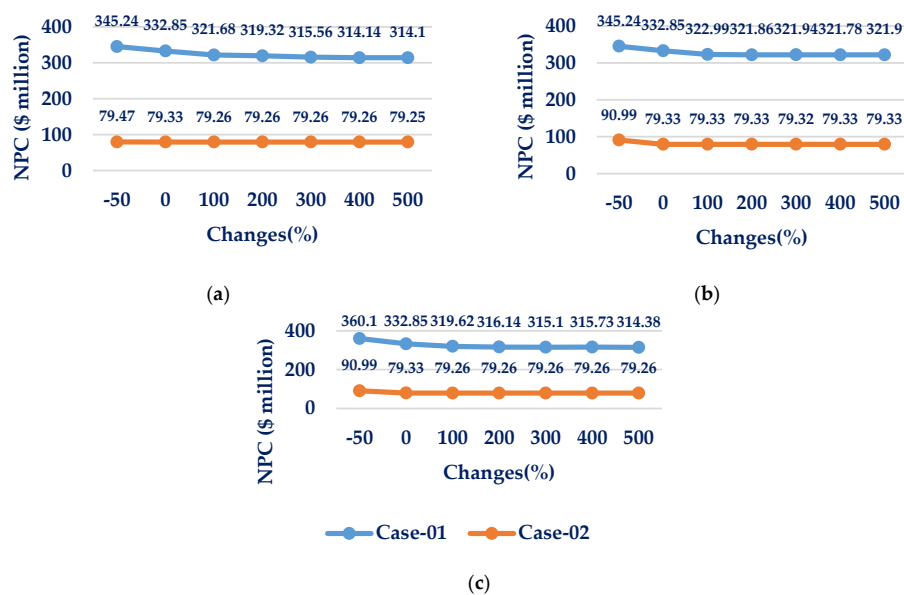 400
345.24 332.85 321.68 319.32 315.56 314.14 314.1
300
200
79.47 79.33 79.26 79.26 79.26 79.26 79.25
100
0
NPC ($ million)
-50 0 100 200 300 400 500
Changes(%)
(a)
400
345.24 332.85 322.99 321.86 321.94 321.78 321.9
300
200
90.99 79.33 79.33 79.33 79.32 79.33 79.33
100
0
NPC ($ million)
-50 0 100 200 300 400 500
Changes(%)
(b)
360.1 332.85 319.62 316.14 315.1 315.73 314.38
400
90.99 79.33 79.26 79.26 79.26 79.26 79.26
200
0
NPC ($ million)
-50 0 100 200 300 400 500
Changes(%)
Case-01 Case-02
(c)